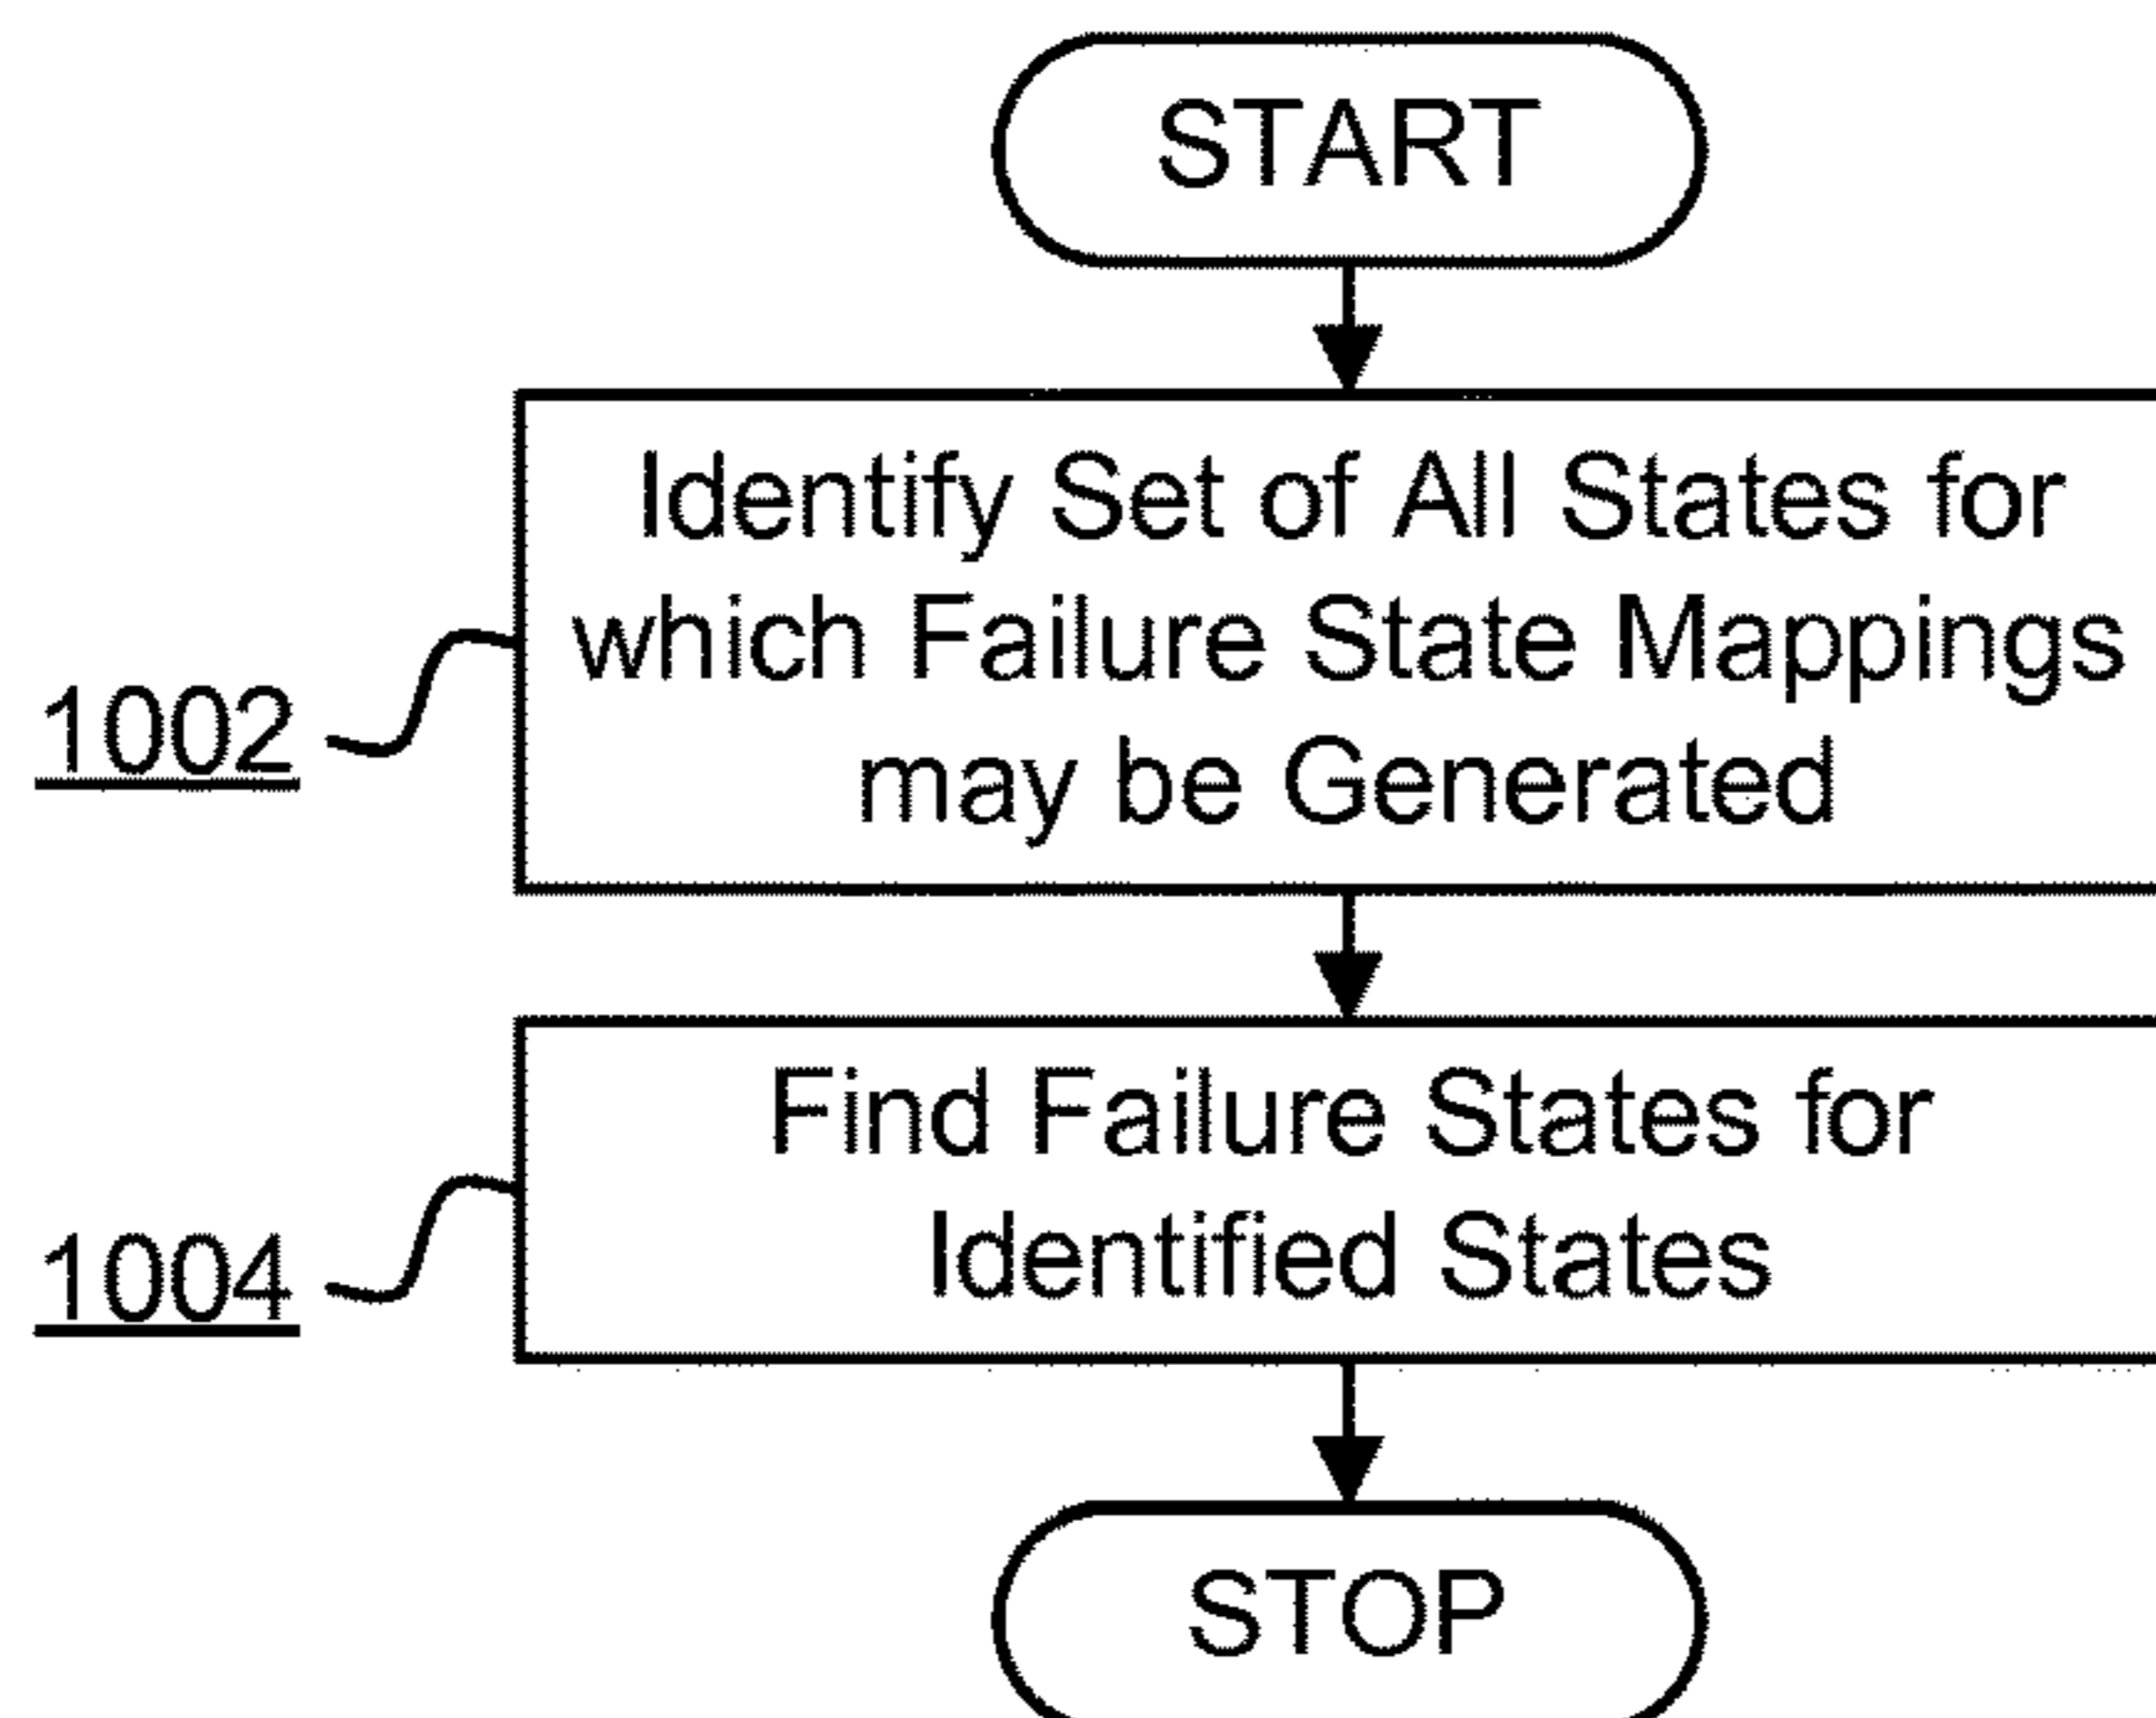 START
Identify Set of All States for
which Failure State Mappings
may be Generated
1002
Find Failure States for
Identified States
1004
STOP